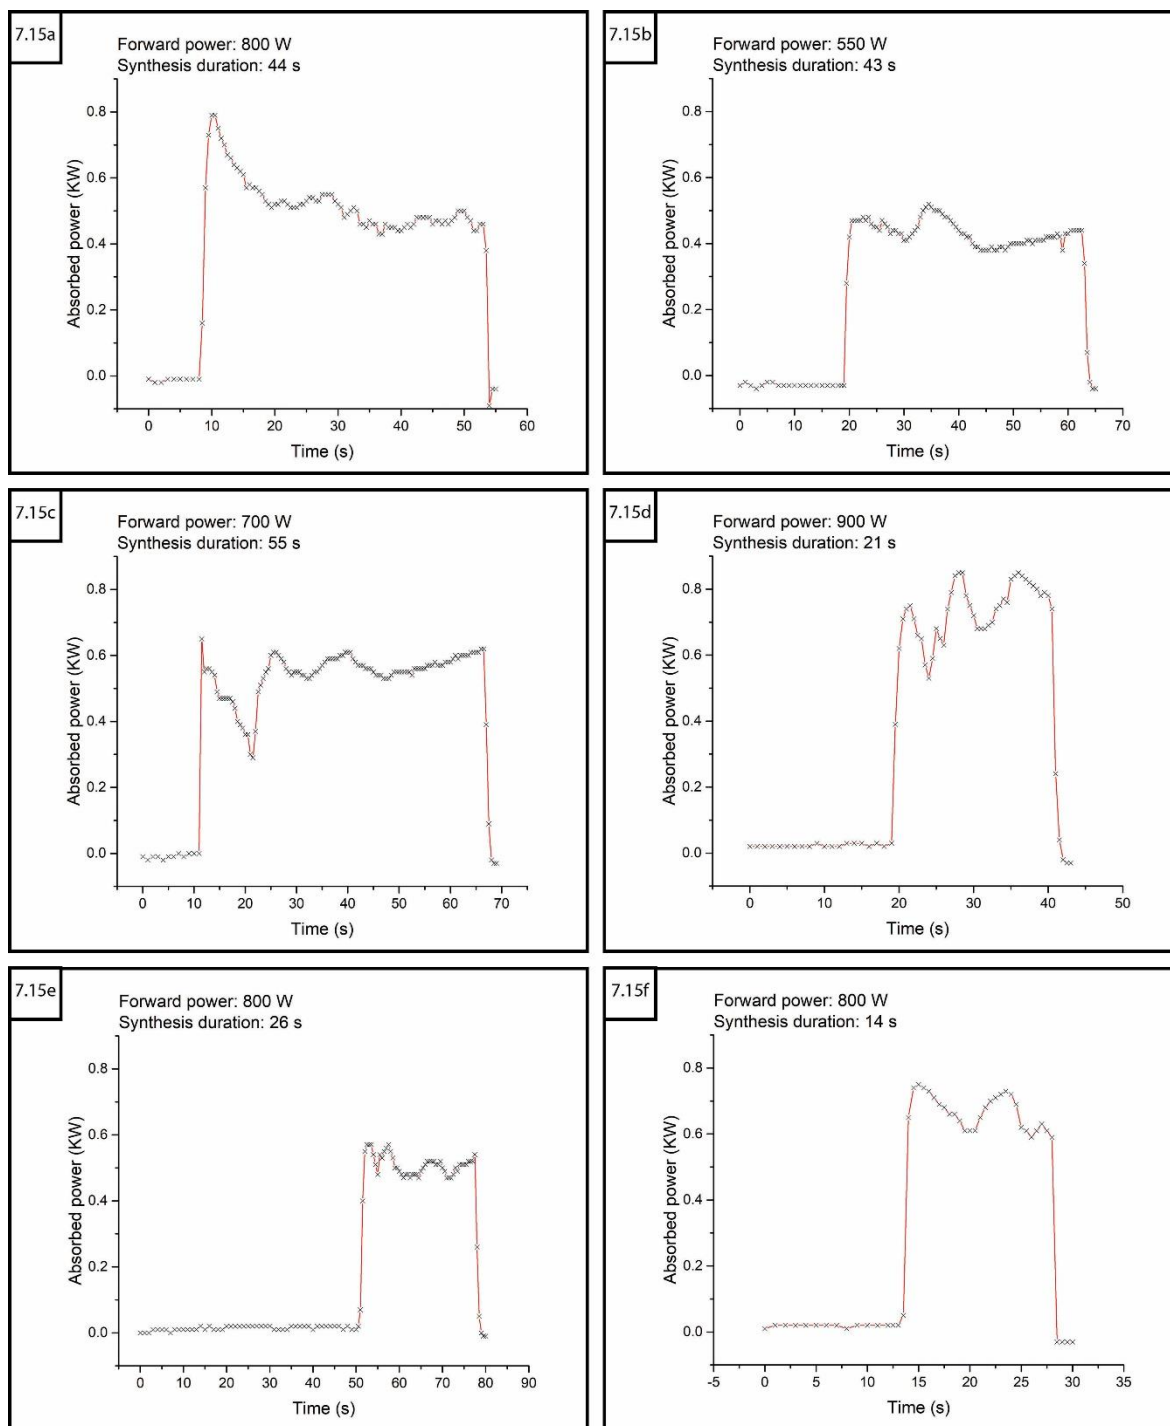 7.15a
Forward power: 800 W
Synthesis duration: 44 s
0.8
0.6
0.4
0.2
0.0
Absorbed power (KW)
0 10 20 30 40 50 60
Time (s)
7.15b
Forward power: 550 W
Synthesis duration: 43 s
0.8
0.6
0.4
0.2
0.0
Absorbed power (KW)
0 10 20 30 40 50 60 70
Time (s)
7.15c
Forward power: 700 W
Synthesis duration: 55 s
0.8
0.6
0.4
0.2
0.0
Absorbed power (KW)
0 10 20 30 40 50 60 70
Time (s)
7.15d
Forward power: 900 W
Synthesis duration: 21 s
0.8
0.6
0.4
0.2
0.0
Absorbed power (KW)
0 10 20 30 40 50
Time (s)
7.15e
Forward power: 800 W
Synthesis duration: 26 s
0.8
0.6
0.4
0.2
0.0
Absorbed power (KW)
0 10 20 30 40 50 60 70 80 90
Time (s)
7.15f
Forward power: 800 W
Synthesis duration: 14 s
0.8
0.6
0.4
0.2
0.0
Absorbed power (KW)
-5 0 5 10 15 20 25 30 35
Time (s)